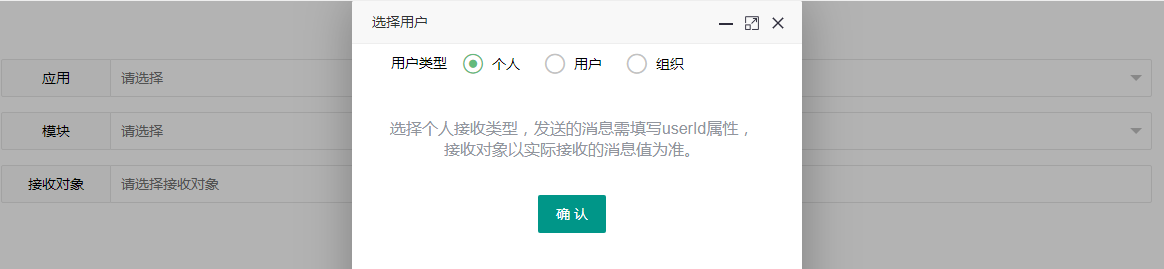 选择用户
用户类型 个人 用户 组织
应用 请选择
模块 请选择
选择个人接收类型，发送的消息需填写userId属性，
接收对象以实际接收的消息值为准。
接收对象 请选择接收对象
确 认